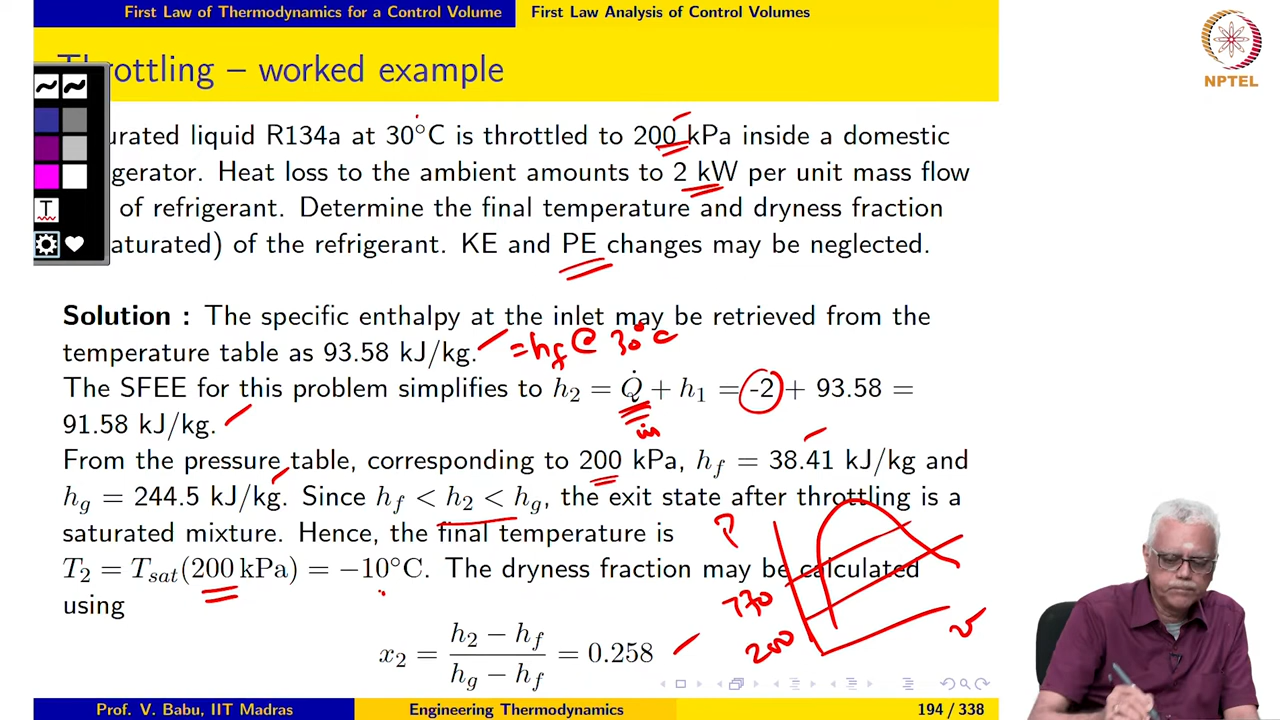 First Law of Thermodynamics for a Control Volume First Law Analysis of Control Volumes
NPTEL
Throttling – worked example
urated liquid R134a at 30°C is throttled to 200 kPa inside a domestic
gerator. Heat loss to the ambient amounts to 2 kW per unit mass flow
T of refrigerant. Determine the final temperature and dryness fraction
aturated) of the refrigerant. KE and PE changes may be neglected.
Solution : The specific enthalpy at the inlet may be retrieved from the
temperature table as 93.58 kJ/kg. = hf @ 30°C
The SFEE for this problem simplifies to h₂ = Q̇ + h₁ = -2 + 93.58 =
in
91.58 kJ/kg.
From the pressure table, corresponding to 200 kPa, hf = 38.41 kJ/kg and
hg = 244.5 kJ/kg. Since hf < h₂ < hg, the exit state after throttling is a
saturated mixture. Hence, the final temperature is
P
T₂ = Tsat(200 kPa) = −10°C. The dryness fraction may be calculated
using
770
200
v
x₂ = (h₂ − hf)/(hg − hf) = 0.258
Prof. V. Babu, IIT Madras Engineering Thermodynamics 194 / 338